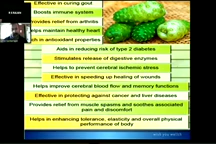 Effective in curing gout
Boosts immune system
Provides relief from arthritis
Helps maintain healthy heart
Rich in antioxidant properties
Aids in reducing risk of type 2 diabetes
Stimulates release of digestive enzymes
Help to prevent cerebral ischemic stress
Effective in speeding up healing of wounds
Helps improve cerebral blood flow and memory functions
Effective in protecting against cancer and liver diseases
Provides relief from muscle spasms and soothes associated pain and discomfort
Helps in enhancing tolerance, elasticity and overall physical performance of body